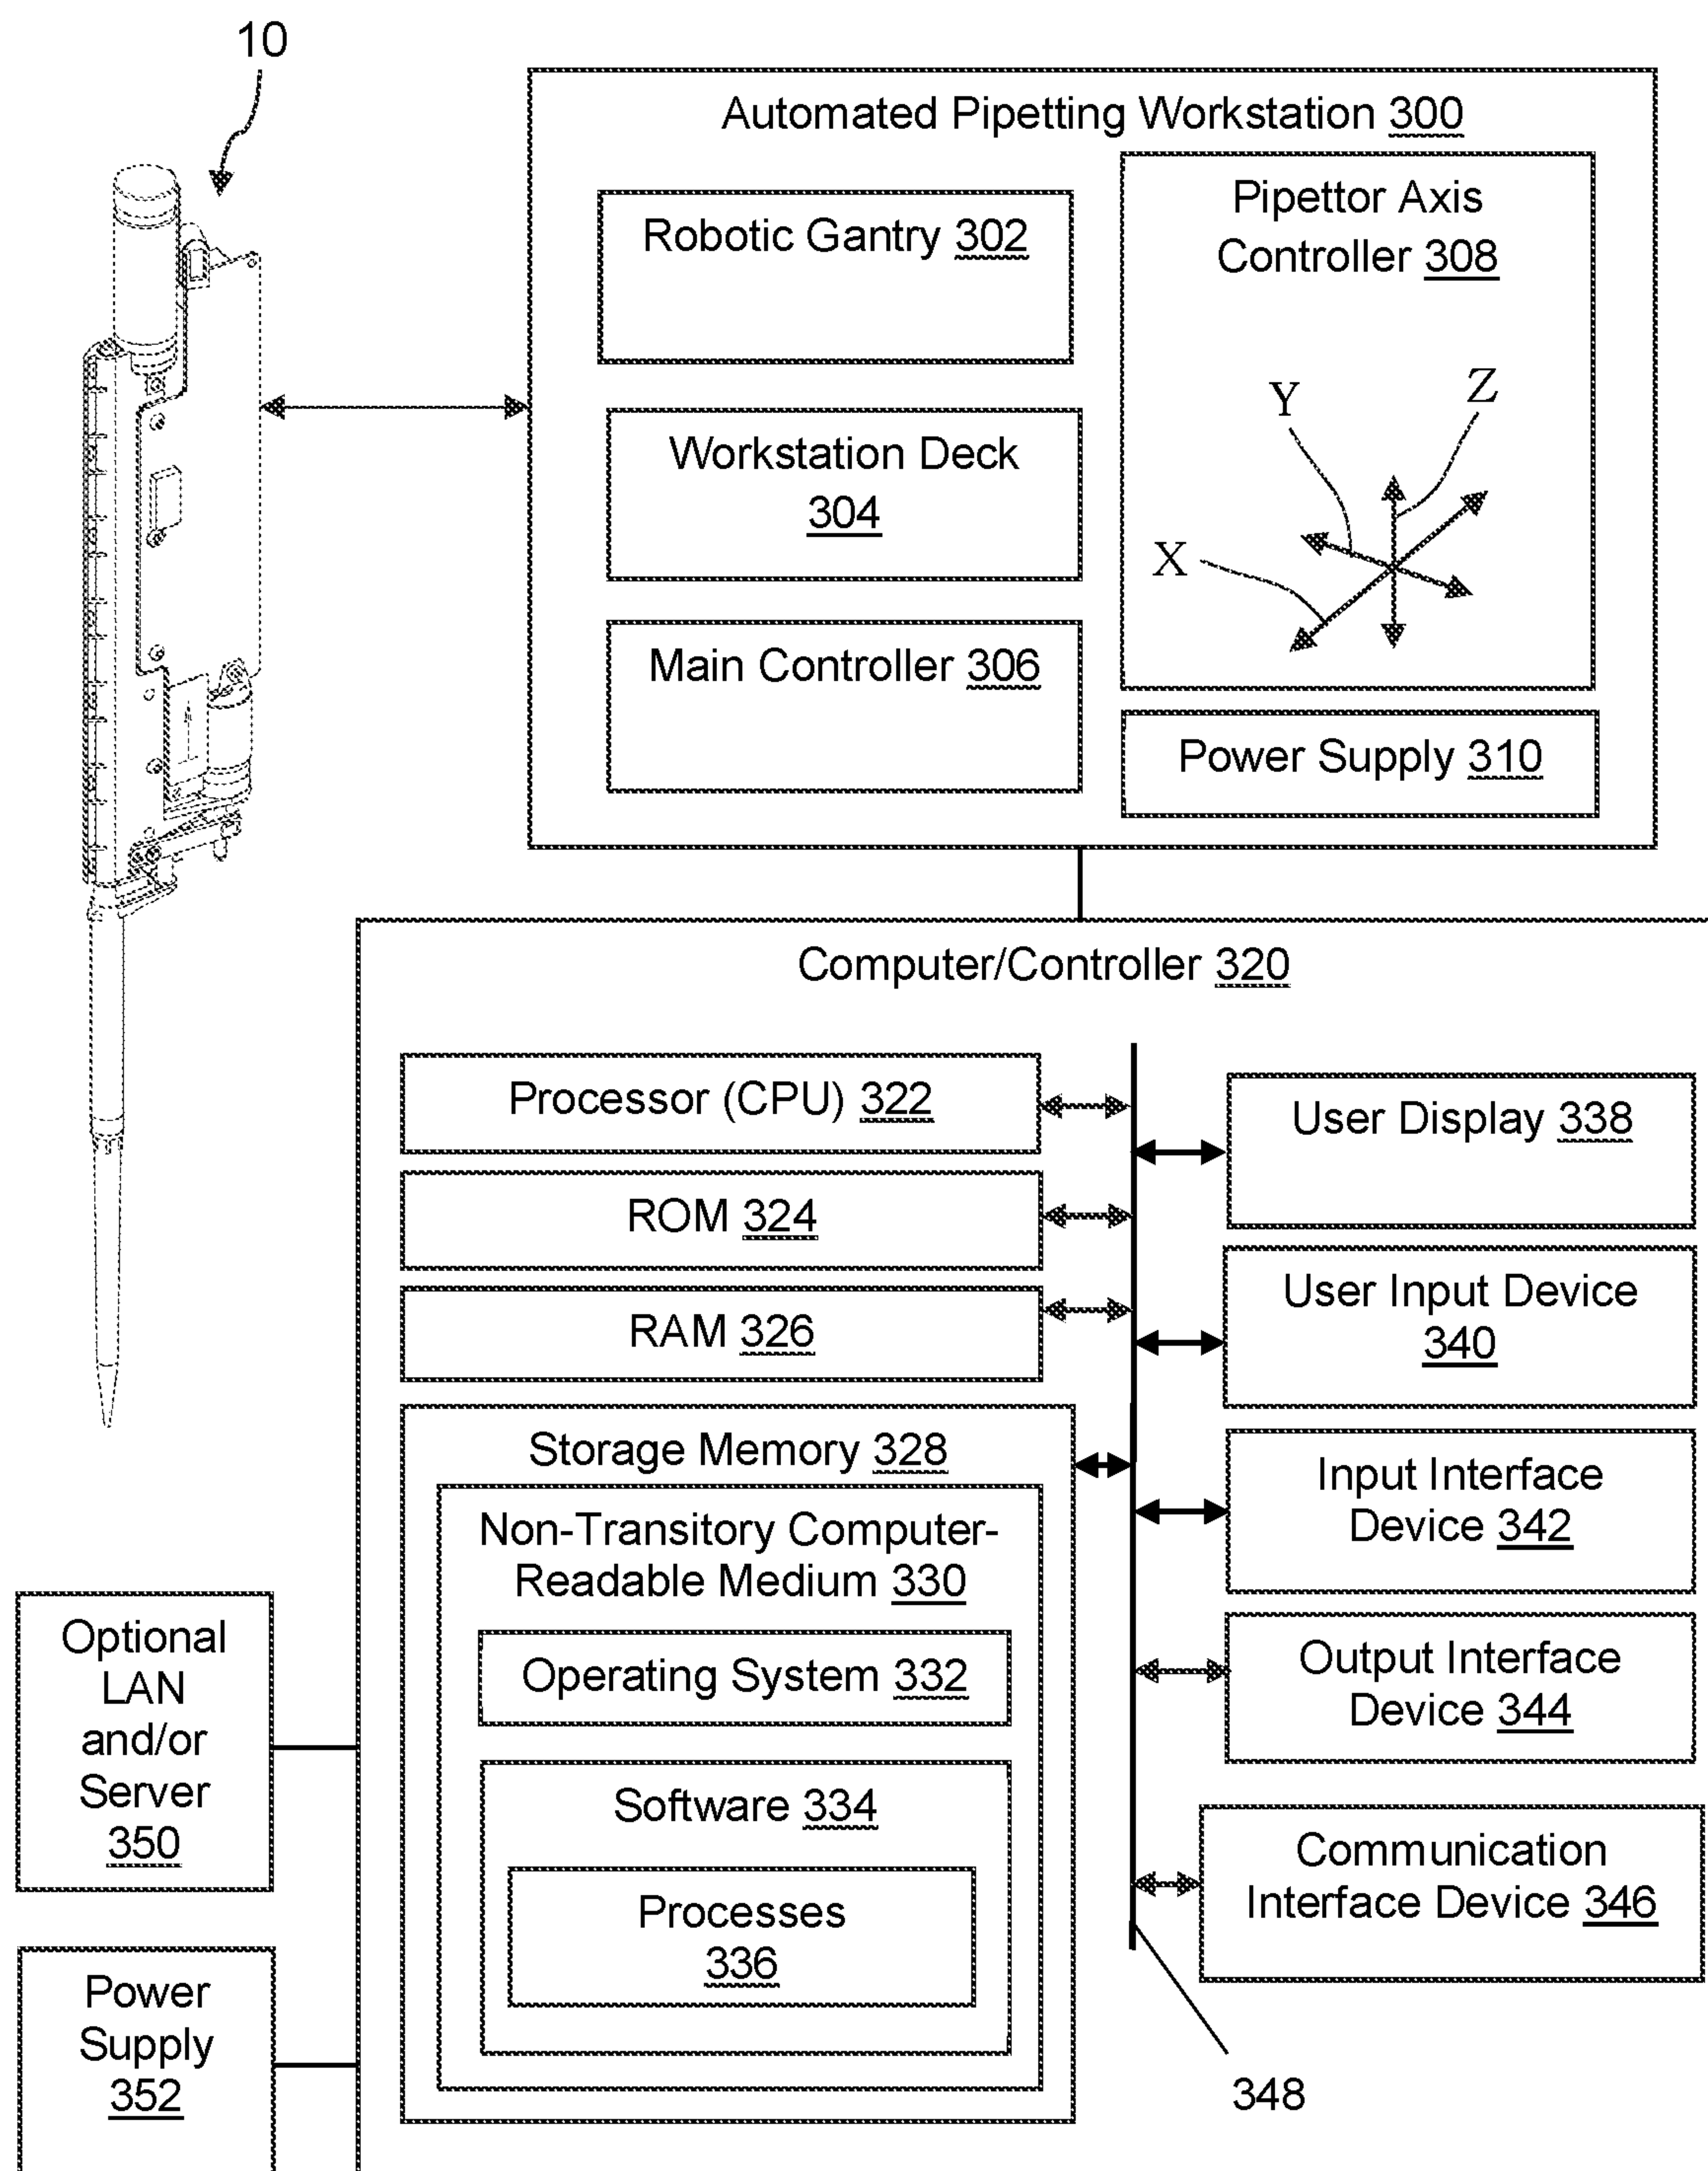 10
Automated Pipetting Workstation 300
Robotic Gantry 302
Workstation Deck
304
Main Controller 306
Pipettor Axis
Controller 308
Y
Z
X
Power Supply 310
Computer/Controller 320
Processor (CPU) 322
ROM 324
RAM 326
Storage Memory 328
Non-Transitory Computer-
Readable Medium 330
Operating System 332
Software 334
Processes
336
User Display 338
User Input Device
340
Input Interface
Device 342
Output Interface
Device 344
Communication
Interface Device 346
348
Optional
LAN
and/or
Server
350
Power
Supply
352